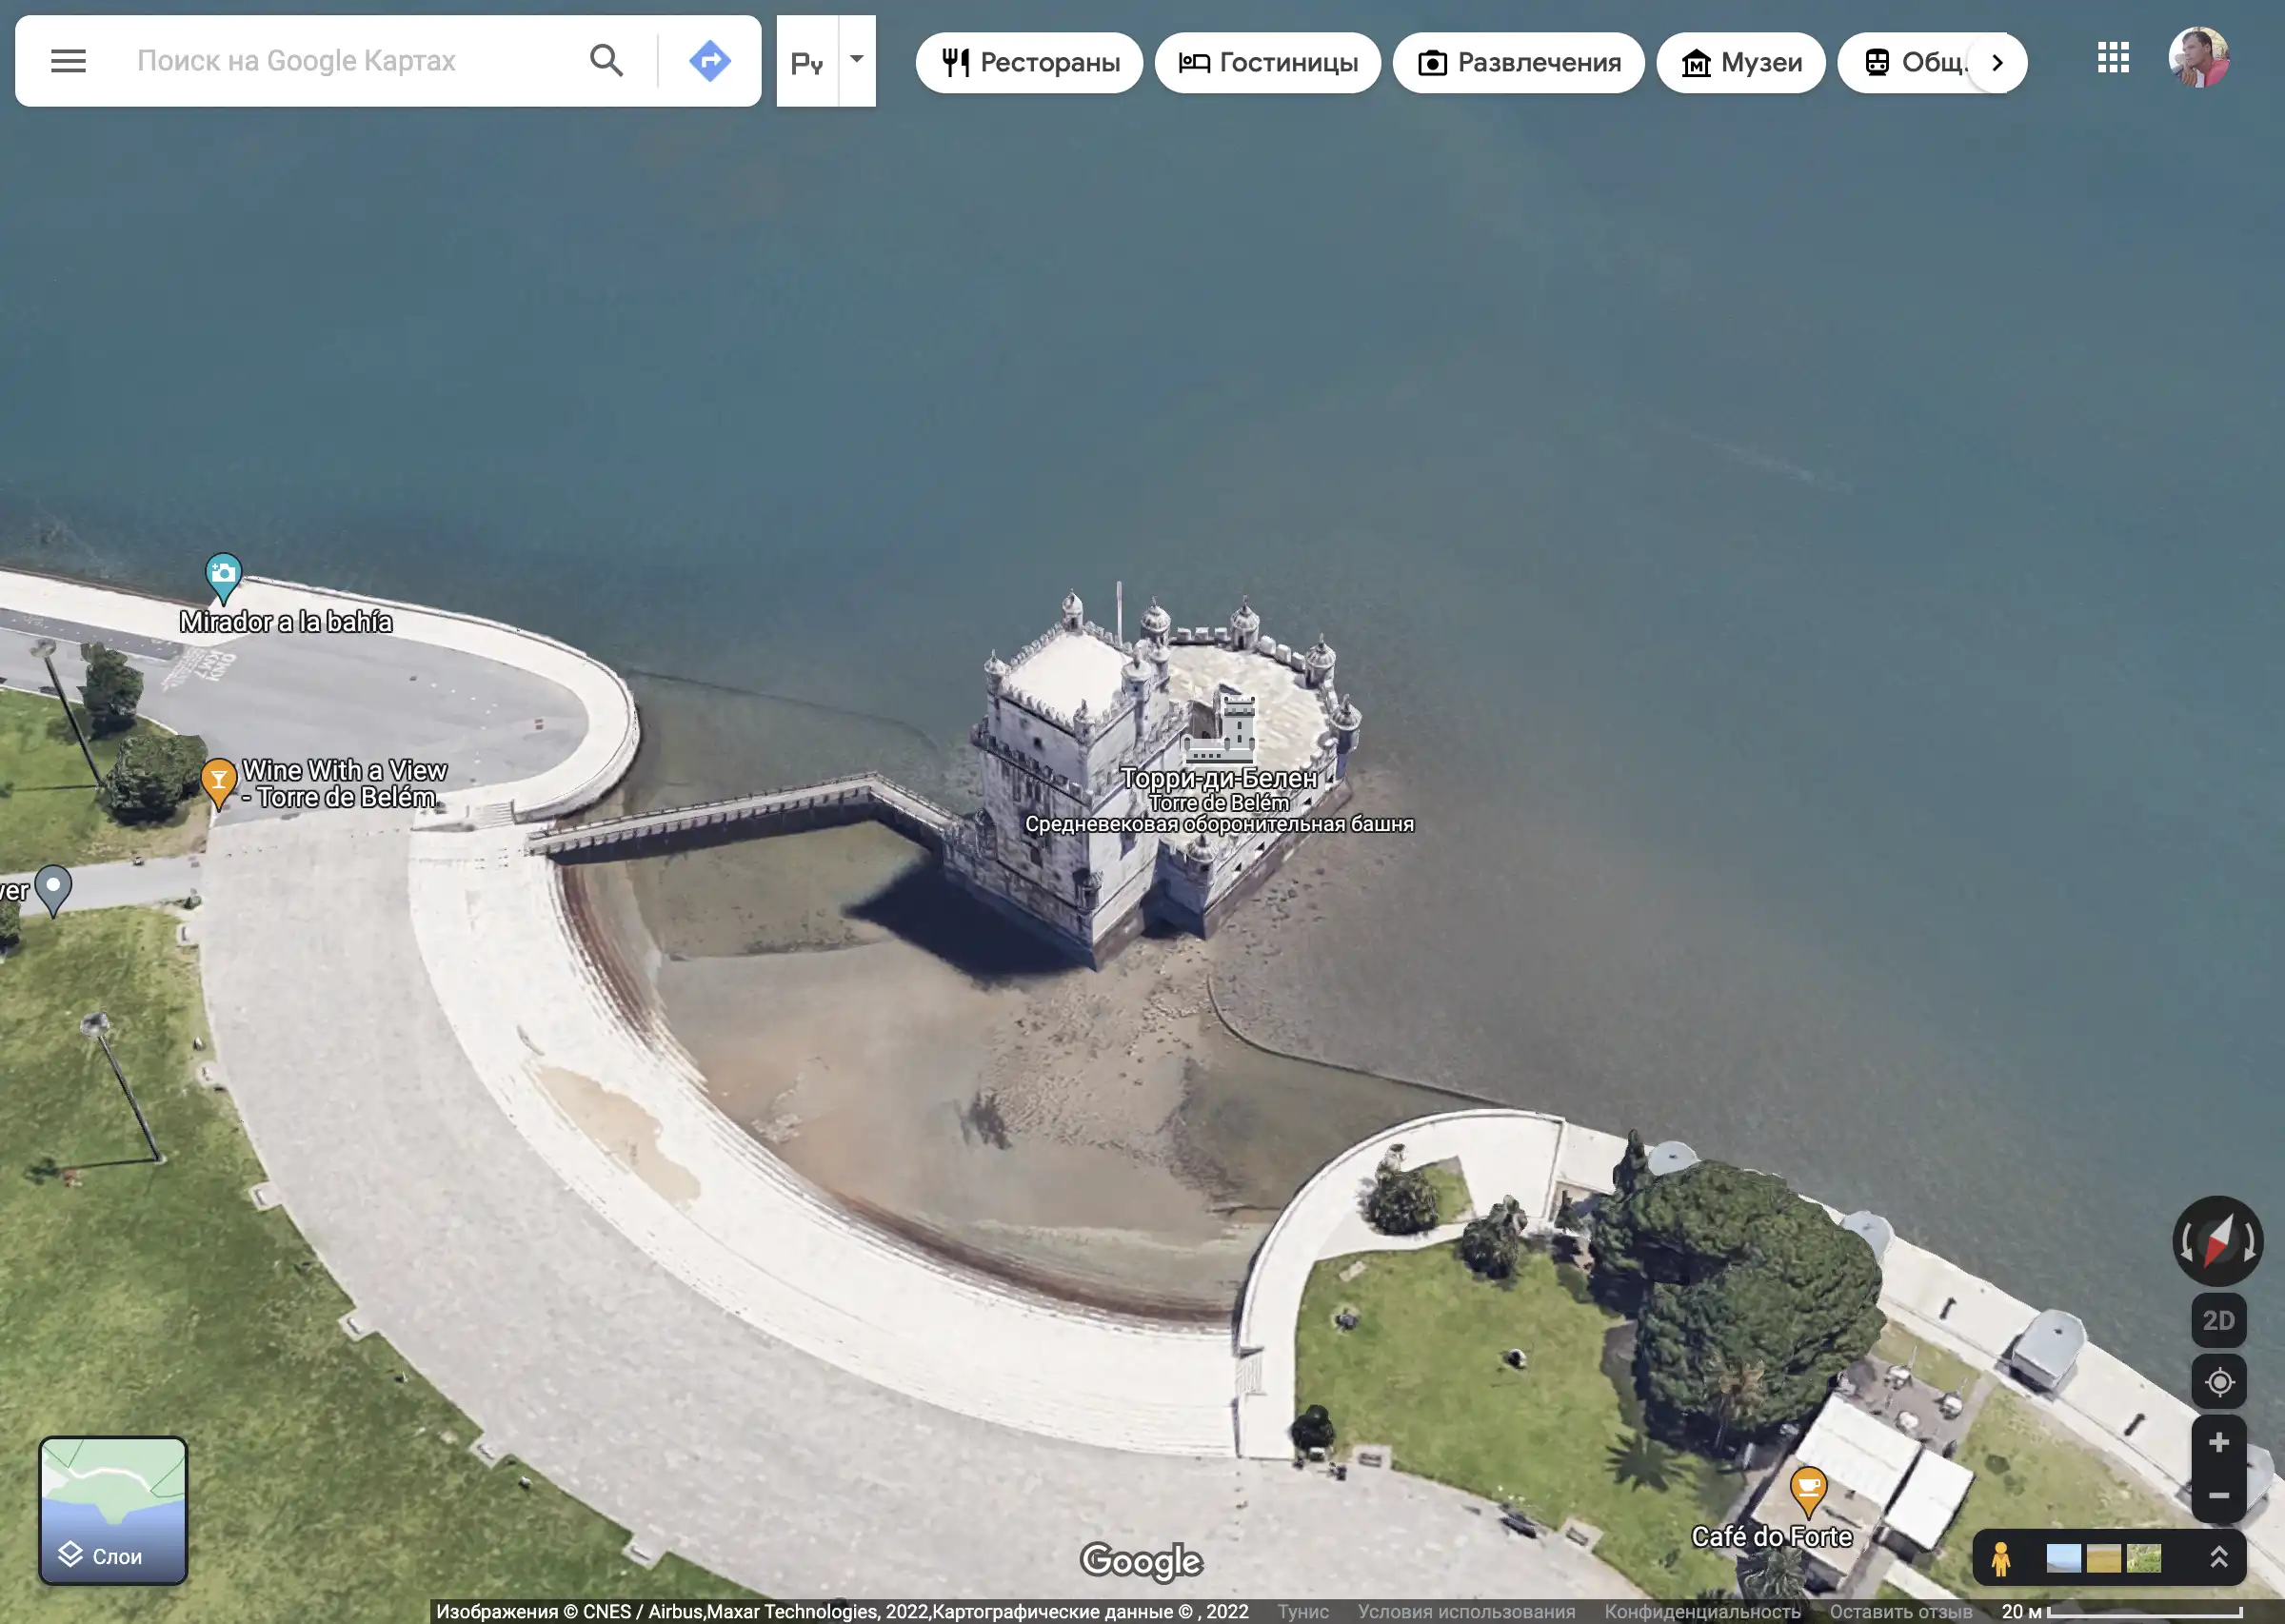 Поиск на Google Картах
Ру
Рестораны
Гостиницы
Развлечения
Музеи
Общ.
Mirador a la bahía
Wine With a View
- Torre de Belém
Торри-ди-Белен
Torre de Belém
Средневековая оборонительная башня
ver
2D
Café do Forte
Слои
Google
Изображения © CNES / Airbus,Maxar Technologies, 2022,Картографические данные © , 2022 Тунис Условия использования Конфиденциальность Оставить отзыв 20 м